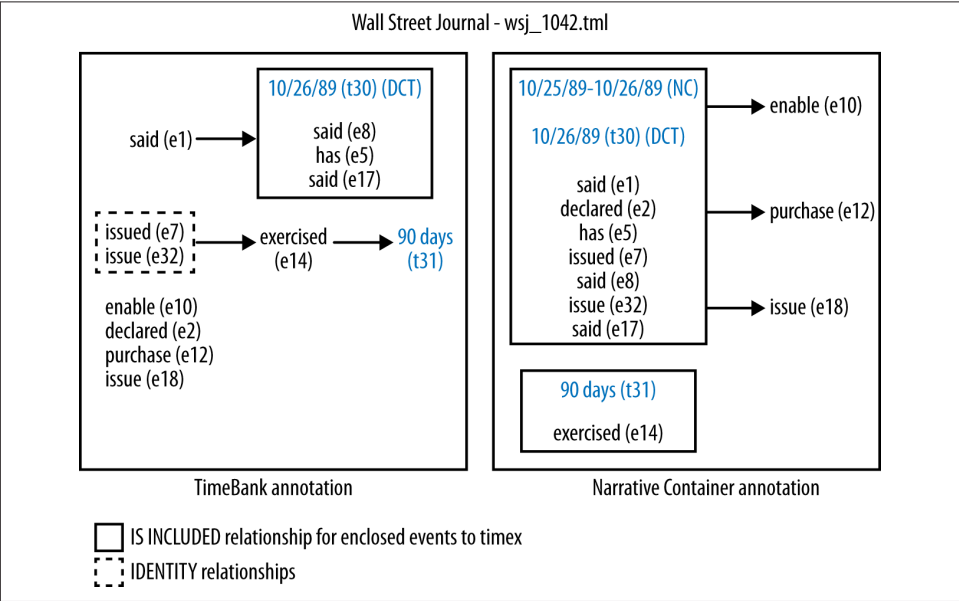 Wall Street Journal - wsj_1042.tml
10/26/89 (t30) (DCT)
said (e1)
said (e8)
has (e5)
said (e17)
issued (e7)
issue (e32)
exercised
(e14)
90 days
(t31)
enable (e10)
declared (e2)
purchase (e12)
issue (e18)
TimeBank annotation
10/25/89-10/26/89 (NC)
10/26/89 (t30) (DCT)
said (e1)
declared (e2)
has (e5)
issued (e7)
said (e8)
issue (e32)
said (e17)
enable (e10)
purchase (e12)
issue (e18)
90 days (t31)
exercised (e14)
Narrative Container annotation
IS INCLUDED relationship for enclosed events to timex
IDENTITY relationships